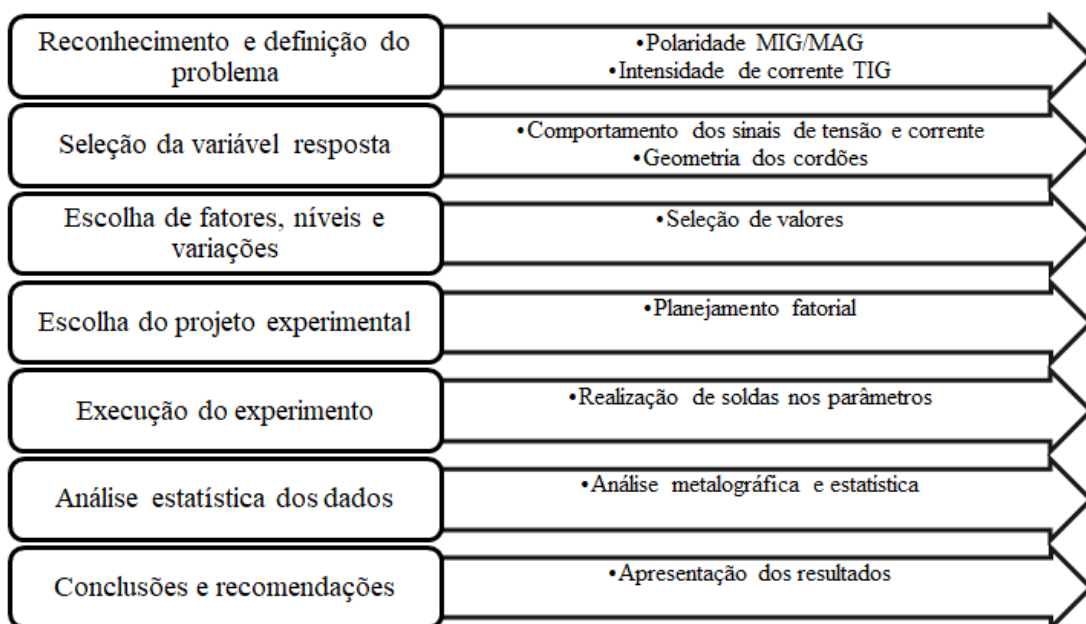 Reconhecimento e definição do
problema
•Polaridade MIG/MAG
•Intensidade de corrente TIG
Seleção da variável resposta
•Comportamento dos sinais de tensão e corrente
•Geometria dos cordões
Escolha de fatores, níveis e
variações
•Seleção de valores
Escolha do projeto experimental
•Planejamento fatorial
Execução do experimento
•Realização de soldas nos parâmetros
Análise estatística dos dados
•Análise metalográfica e estatística
Conclusões e recomendações
•Apresentação dos resultados